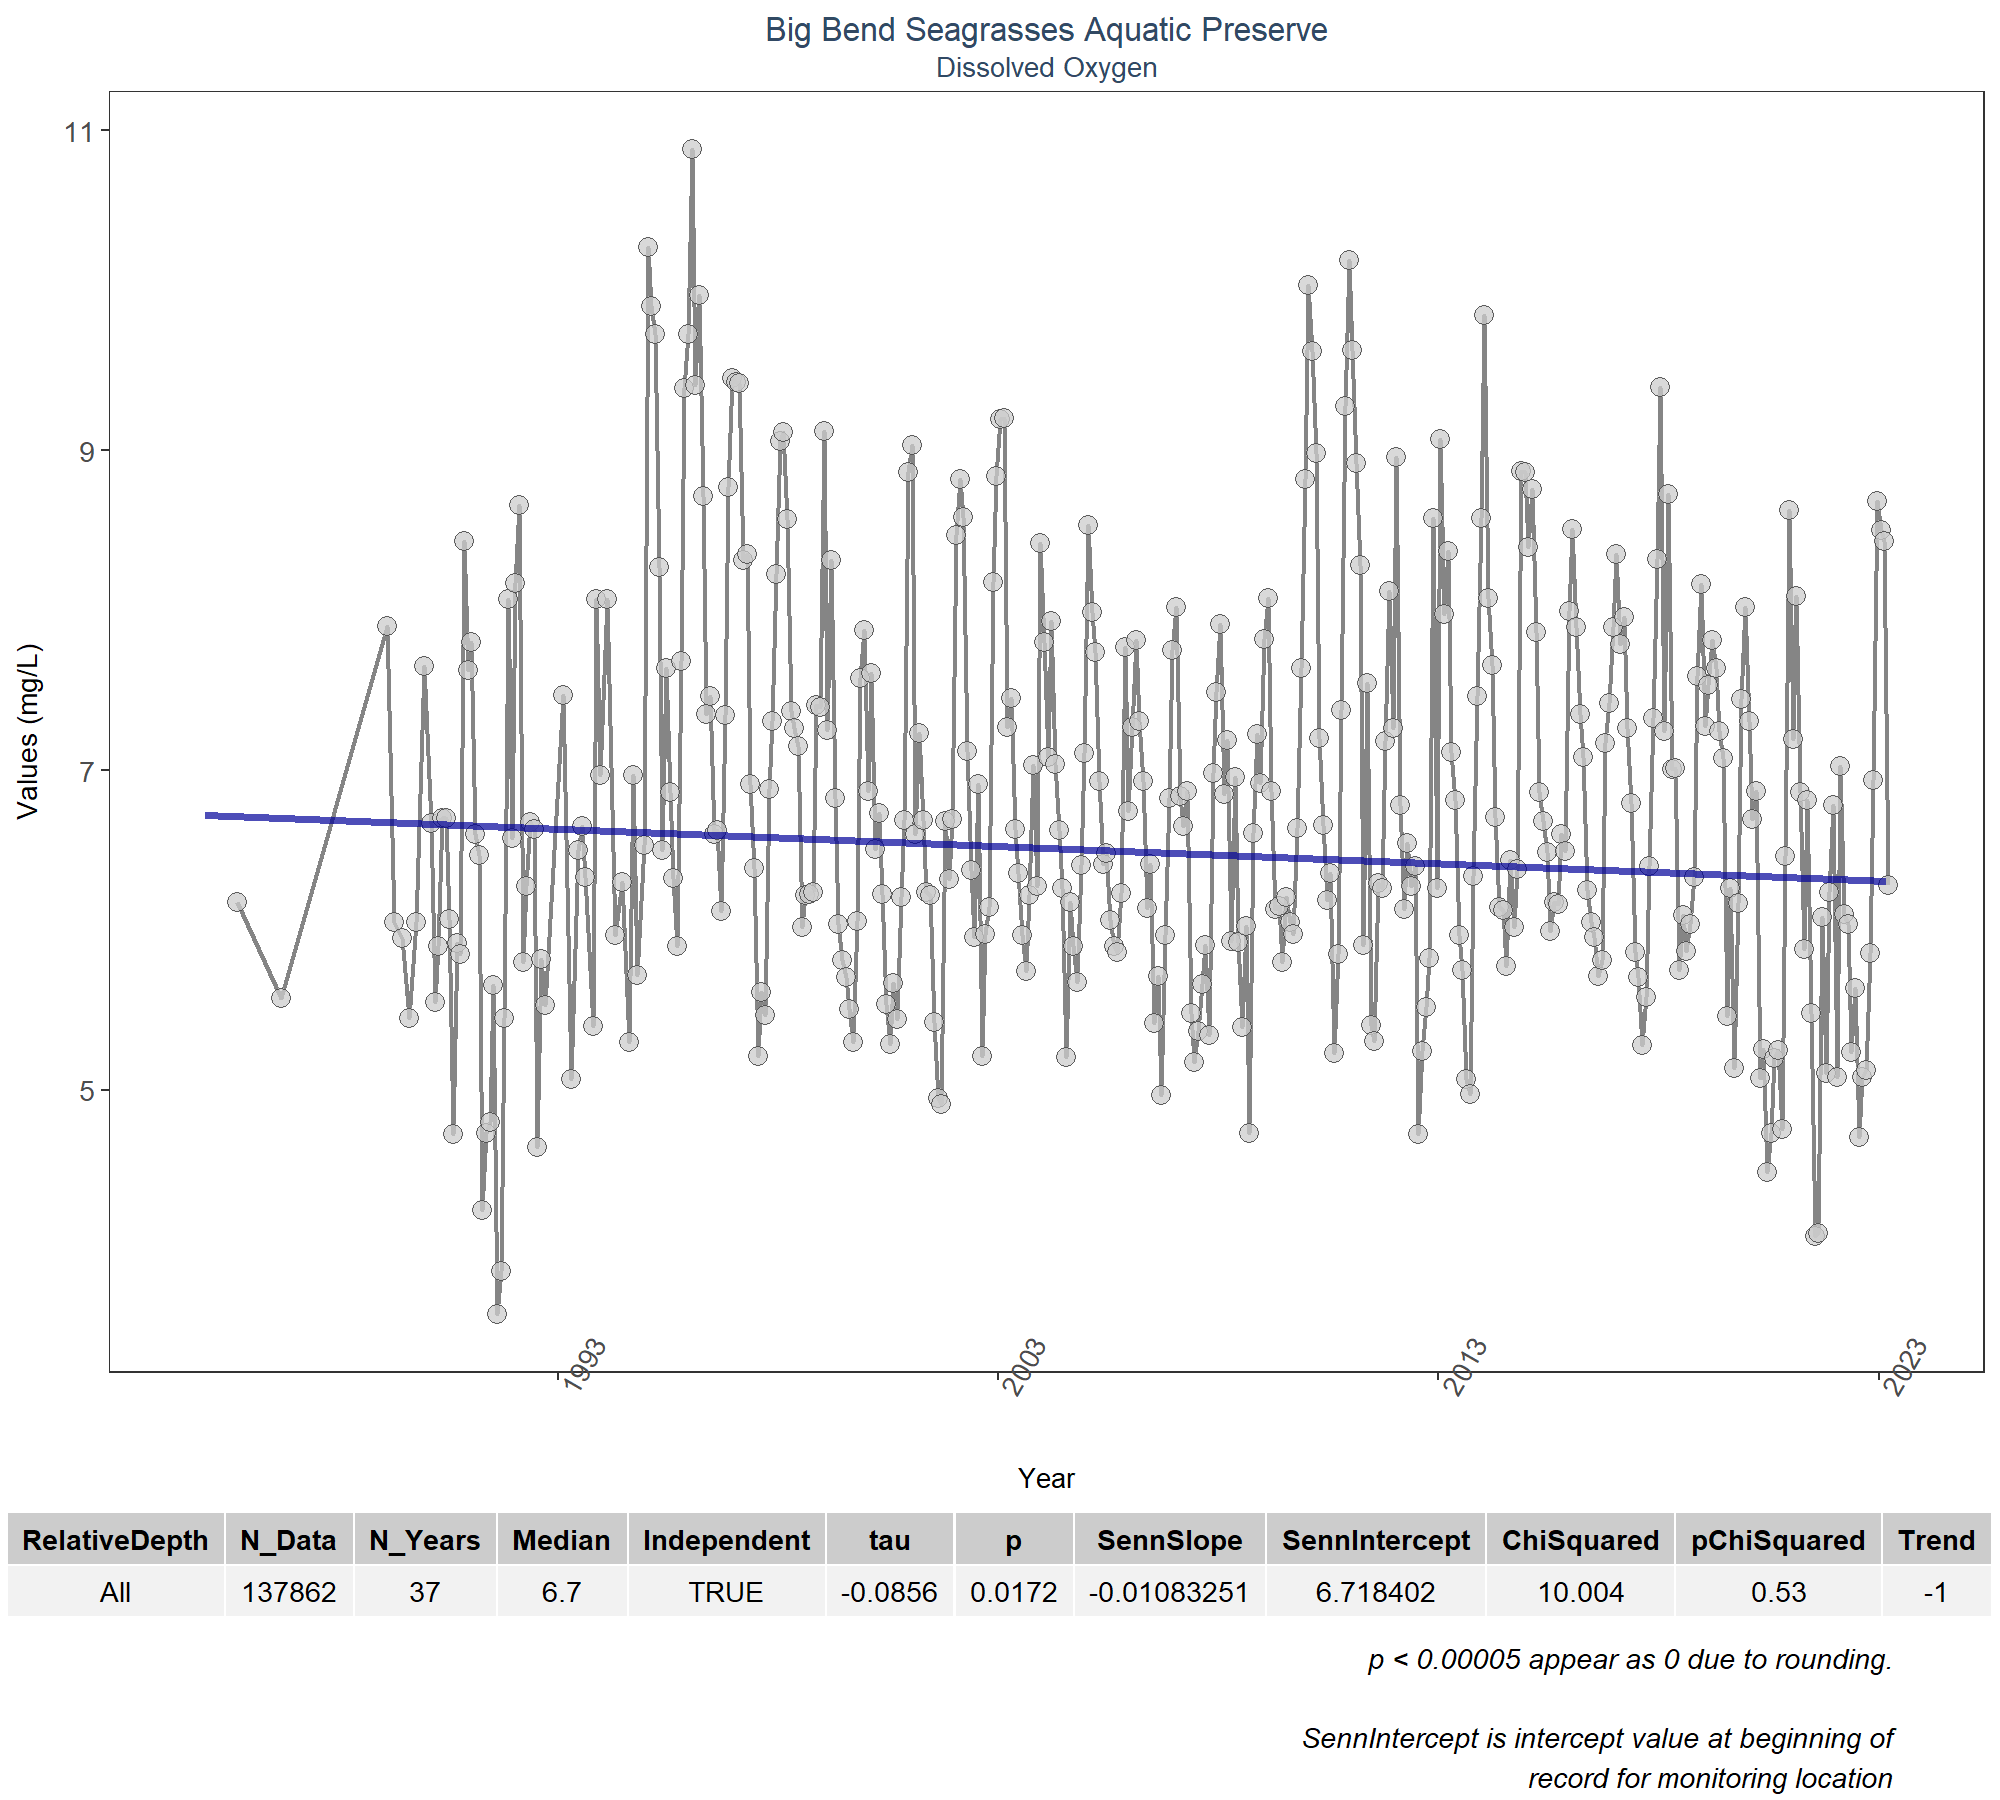 Big Bend Seagrasses Aquatic Preserve
Dissolved Oxygen
11
9
7
5
Values (mg/L)
1993
2003
2013
2023
Year
RelativeDepth N_Data N_Years Median Independent tau p SennSlope SennIntercept ChiSquared pChiSquared Trend
All 137862 37 6.7 TRUE -0.0856 0.0172 -0.01083251 6.718402 10.004 0.53 -1
p < 0.00005 appear as 0 due to rounding.
SennIntercept is intercept value at beginning of
record for monitoring location